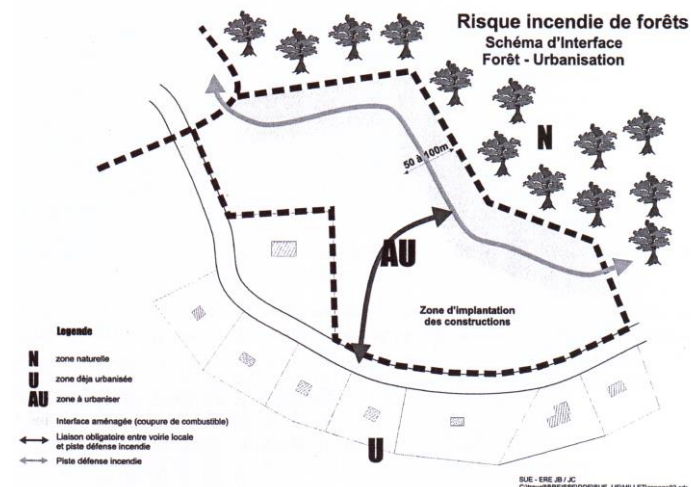 Risque incendie de forêts
Schéma d'Interface
Forêt - Urbanisation
N
50 à 100m
AU
Zone d'implantation
des constructions
Legende
N zone naturelle
U zone dèja urbanisée
AU zone à urbaniser
Interface aménagée (coupure de combustible)
Liaison obligatoire entre voirie locale
et piste défense incendie
Piste défense incendie
U
SUE - ERE JB / JC